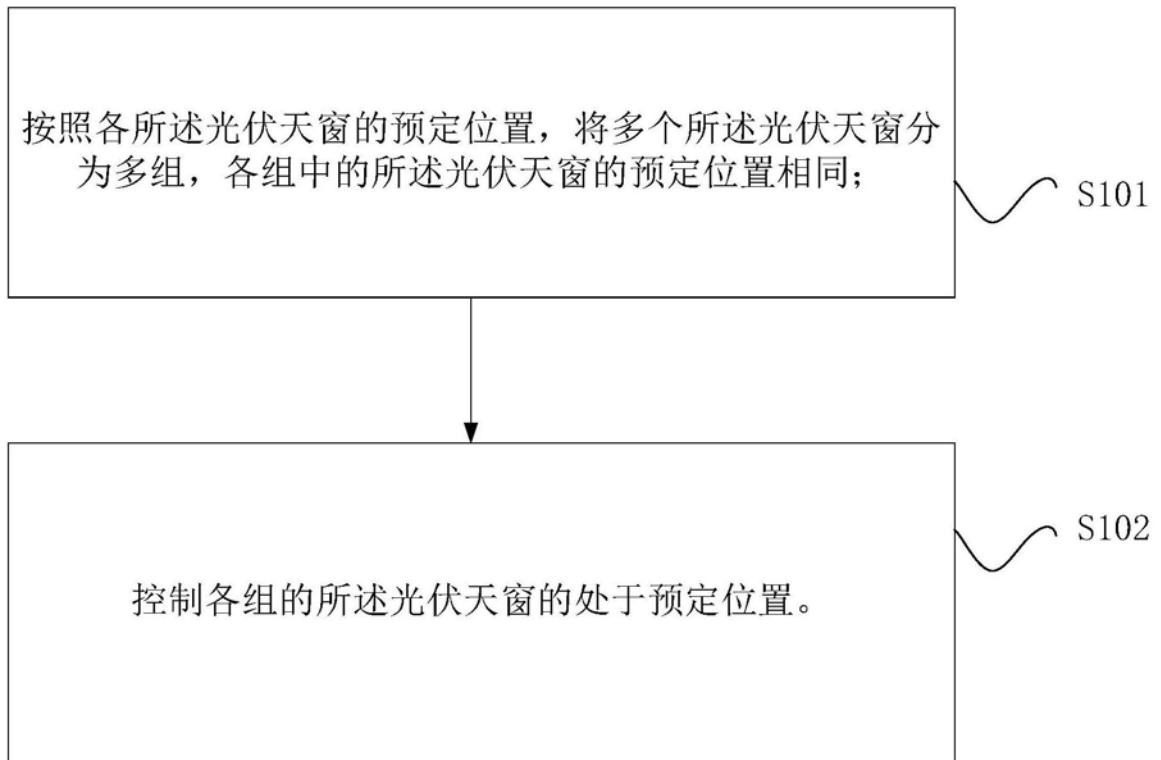 按照各所述光伏天窗的预定位置，将多个所述光伏天窗分
为多组，各组中的所述光伏天窗的预定位置相同；
S101
控制各组的所述光伏天窗的处于预定位置。
S102